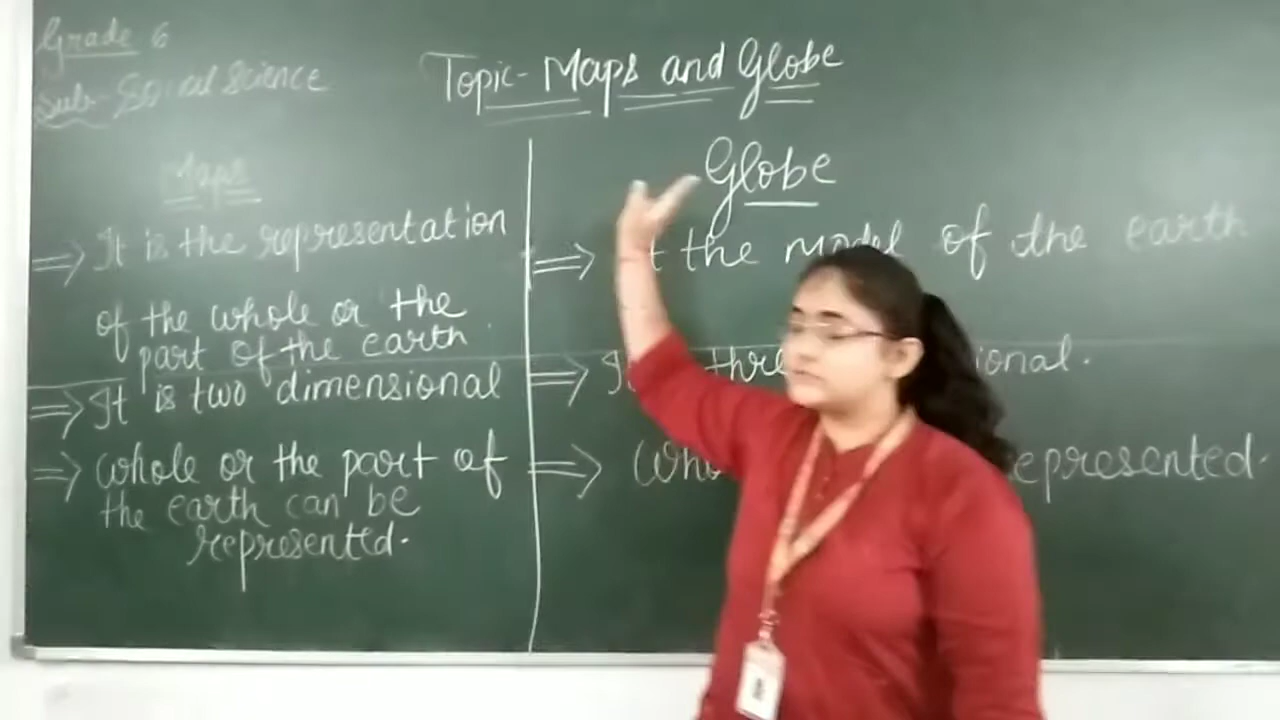 Grade 6
Sub- Social Science
Topic- Maps and Globe
Maps
⇒ It is the representation
of the whole or the
part of the earth.
⇒ It is two dimensional
⇒ whole or the part of
the earth can be
represented.
Globe
⇒ the model of the earth
⇒ ional.
⇒ epresented.